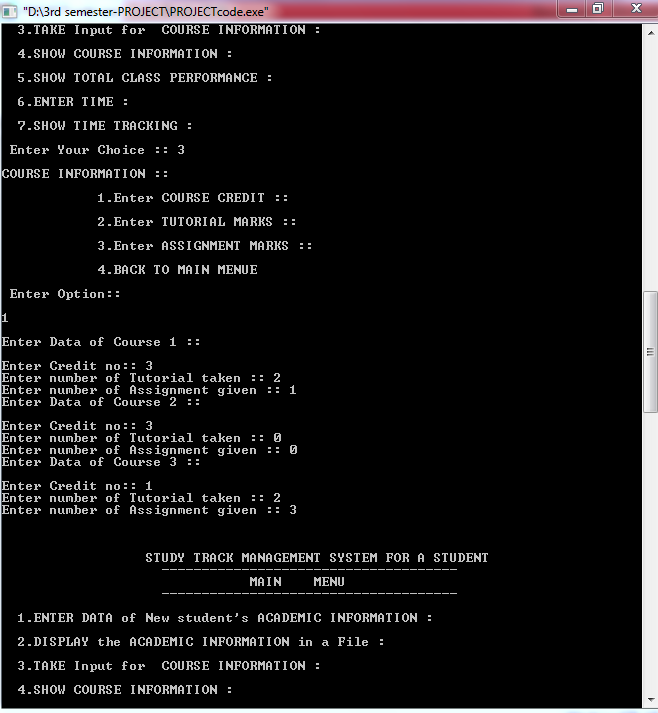 "D:\3rd semester-PROJECT\PROJECTcode.exe"
3.TAKE Input for  COURSE INFORMATION :
4.SHOW COURSE INFORMATION :
5.SHOW TOTAL CLASS PERFORMANCE :
6.ENTER TIME :
7.SHOW TIME TRACKING :
Enter Your Choice :: 3
COURSE INFORMATION ::
1.Enter COURSE CREDIT ::
2.Enter TUTORIAL MARKS ::
3.Enter ASSIGNMENT MARKS ::
4.BACK TO MAIN MENUE
Enter Option::
1
Enter Data of Course 1 ::
Enter Credit no:: 3
Enter number of Tutorial taken :: 2
Enter number of Assignment given :: 1
Enter Data of Course 2 ::
Enter Credit no:: 3
Enter number of Tutorial taken :: 0
Enter number of Assignment given :: 0
Enter Data of Course 3 ::
Enter Credit no:: 1
Enter number of Tutorial taken :: 2
Enter number of Assignment given :: 3
STUDY TRACK MANAGEMENT SYSTEM FOR A STUDENT
MAIN    MENU
1.ENTER DATA of New student's ACADEMIC INFORMATION :
2.DISPLAY the ACADEMIC INFORMATION in a File :
3.TAKE Input for  COURSE INFORMATION :
4.SHOW COURSE INFORMATION :